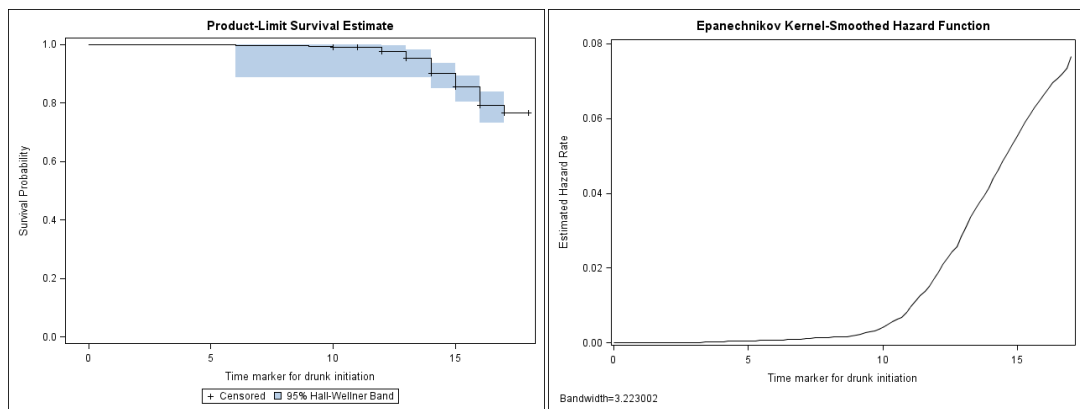 Product-Limit Survival Estimate
1.0
0.8
0.6
0.4
0.2
0.0
Survival Probability
0
5
10
15
Time marker for drunk initiation
+ Censored 95% Hall-Wellner Band
Epanechnikov Kernel-Smoothed Hazard Function
0.08
0.06
0.04
0.02
0.00
Estimated Hazard Rate
0
5
10
15
Time marker for drunk initiation
Bandwidth=3.223002